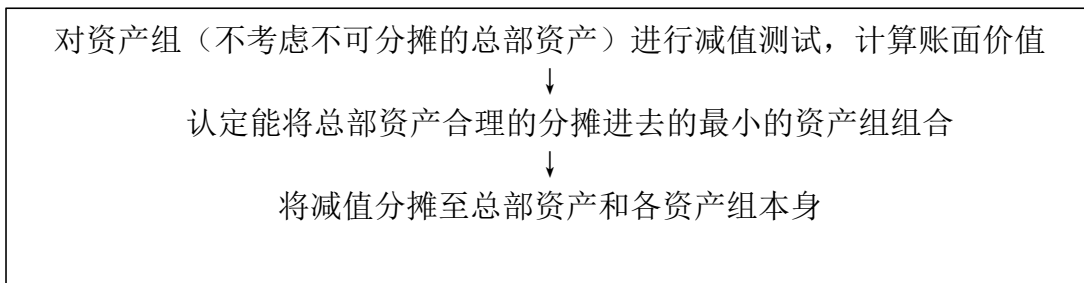 对资产组（不考虑不可分摊的总部资产）进行减值测试，计算账面价值
↓
认定能将总部资产合理的分摊进去的最小的资产组组合
↓
将减值分摊至总部资产和各资产组本身